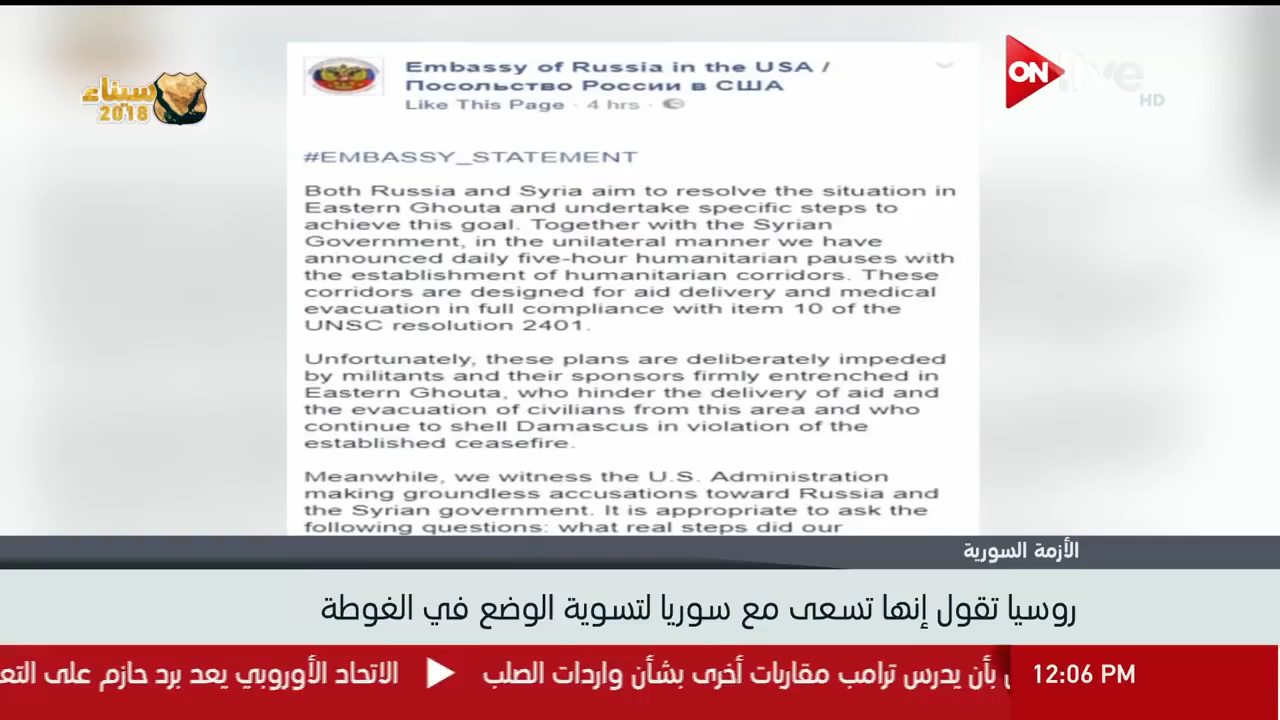 سيناء
2018
ON live
HD
Embassy of Russia in the USA /
Посольство России в США
Like This Page · 4 hrs ·
#EMBASSY_STATEMENT
Both Russia and Syria aim to resolve the situation in
Eastern Ghouta and undertake specific steps to
achieve this goal. Together with the Syrian
Government, in the unilateral manner we have
announced daily five-hour humanitarian pauses with
the establishment of humanitarian corridors. These
corridors are designed for aid delivery and medical
evacuation in full compliance with item 10 of the
UNSC resolution 2401.
Unfortunately, these plans are deliberately impeded
by militants and their sponsors firmly entrenched in
Eastern Ghouta, who hinder the delivery of aid and
the evacuation of civilians from this area and who
continue to shell Damascus in violation of the
established ceasefire.
Meanwhile, we witness the U.S. Administration
making groundless accusations toward Russia and
the Syrian government. It is appropriate to ask the
following questions: what real steps did our
الأزمة السورية
روسيا تقول إنها تسعى مع سوريا لتسوية الوضع في الغوطة
بأن يدرس ترامب مقاربات أخرى بشأن واردات الصلب ◀ الاتحاد الأوروبي يعد برد حازم على
12:06 PM